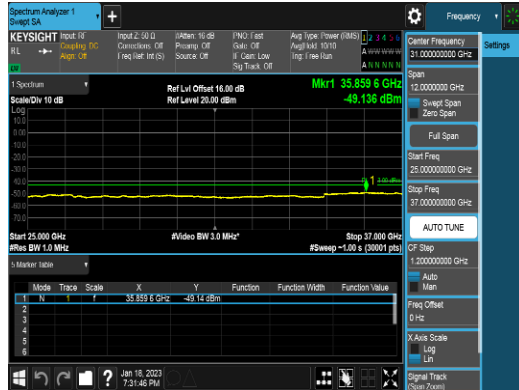 Spectrum Analyzer 1
Swept SA
+
Frequency
KEYSIGHT
RL
Input: RF
Coupling: DC
Align: Off
Input Z: 50 Ω
Corrections: Off
Freq Ref: Int (S)
#Atten: 16 dB
Preamp: Off
Source: Off
PNO: Fast
Gate: Off
IF Gain: Low
Sig Track: Off
Avg Type: Power (RMS)
Avg|Hold: 10/10
Trig: Free Run
1 2 3 4 5 6
A W W W W W
A N N N N N
1 Spectrum
Scale/Div 10 dB
Log
Ref Lvl Offset 16.00 dB
Ref Level 20.00 dBm
Mkr1 35.859 6 GHz
-49.136 dBm
10.0
0.00
-10.0
-20.0
-30.0
-40.0
-50.0
-60.0
-70.0
1
Start 25.000 GHz
#Res BW 1.0 MHz
#Video BW 3.0 MHz*
Stop 37.000 GHz
#Sweep ~1.00 s (30001 pts)
5 Marker Table
Mode Trace Scale X Y Function Function Width Function Value
1 N 1 f 35.859 6 GHz -49.14 dBm
2
3
4
5
6
Jan 18, 2023
7:31:46 PM
Center Frequency
31.000000000 GHz
Settings
Span
12.0000000 GHz
Swept Span
Zero Span
Full Span
Start Freq
25.000000000 GHz
Stop Freq
37.000000000 GHz
AUTO TUNE
CF Step
1.200000000 GHz
Auto
Man
Freq Offset
0 Hz
X Axis Scale
Log
Lin
Signal Track
(Span Zoom)